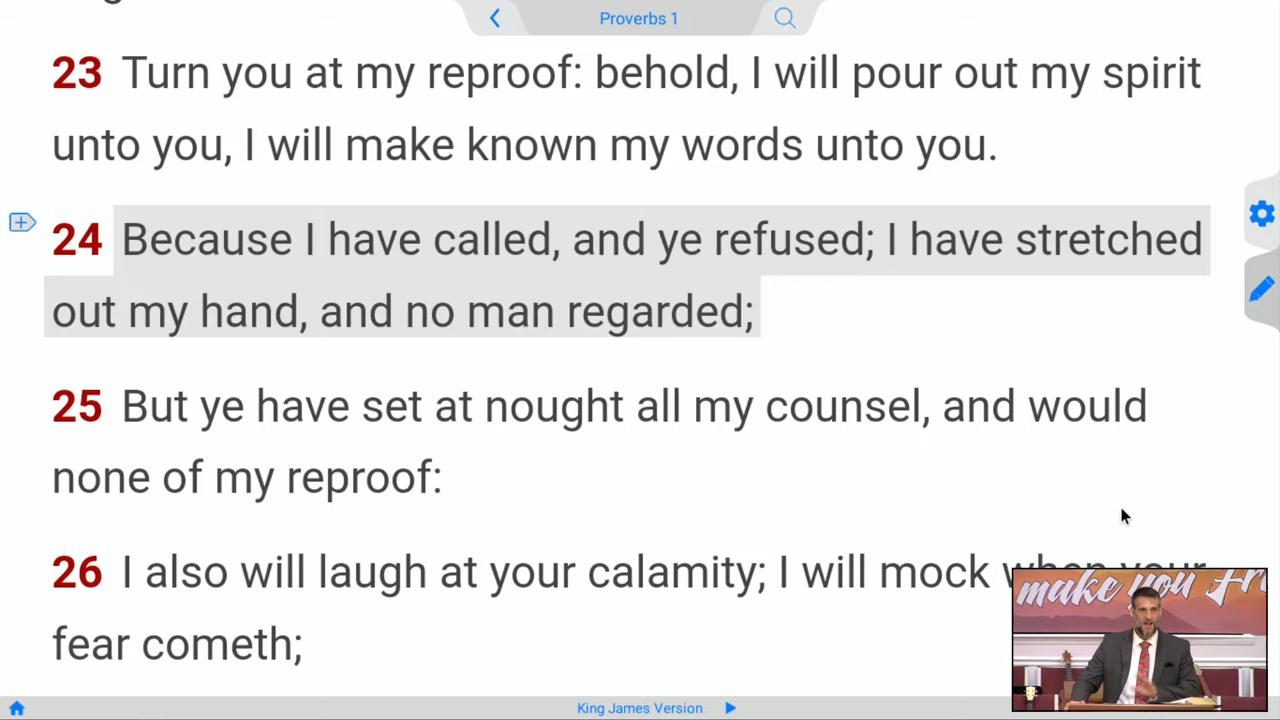 Proverbs 1
23 Turn you at my reproof: behold, I will pour out my spirit
unto you, I will make known my words unto you.
24 Because I have called, and ye refused; I have stretched
out my hand, and no man regarded;
25 But ye have set at nought all my counsel, and would
none of my reproof:
26 I also will laugh at your calamity; I will mock when your
fear cometh;
make you Fr
King James Version